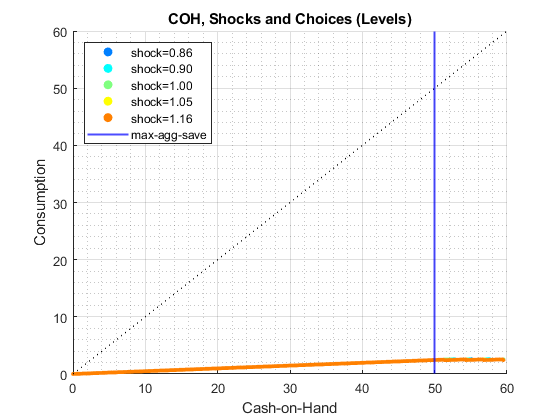 COH, Shocks and Choices (Levels)
60
50
40
30
20
10
0
Consumption
shock=0.86
shock=0.90
shock=1.00
shock=1.05
shock=1.16
max-agg-save
0 10 20 30 40 50 60
Cash-on-Hand